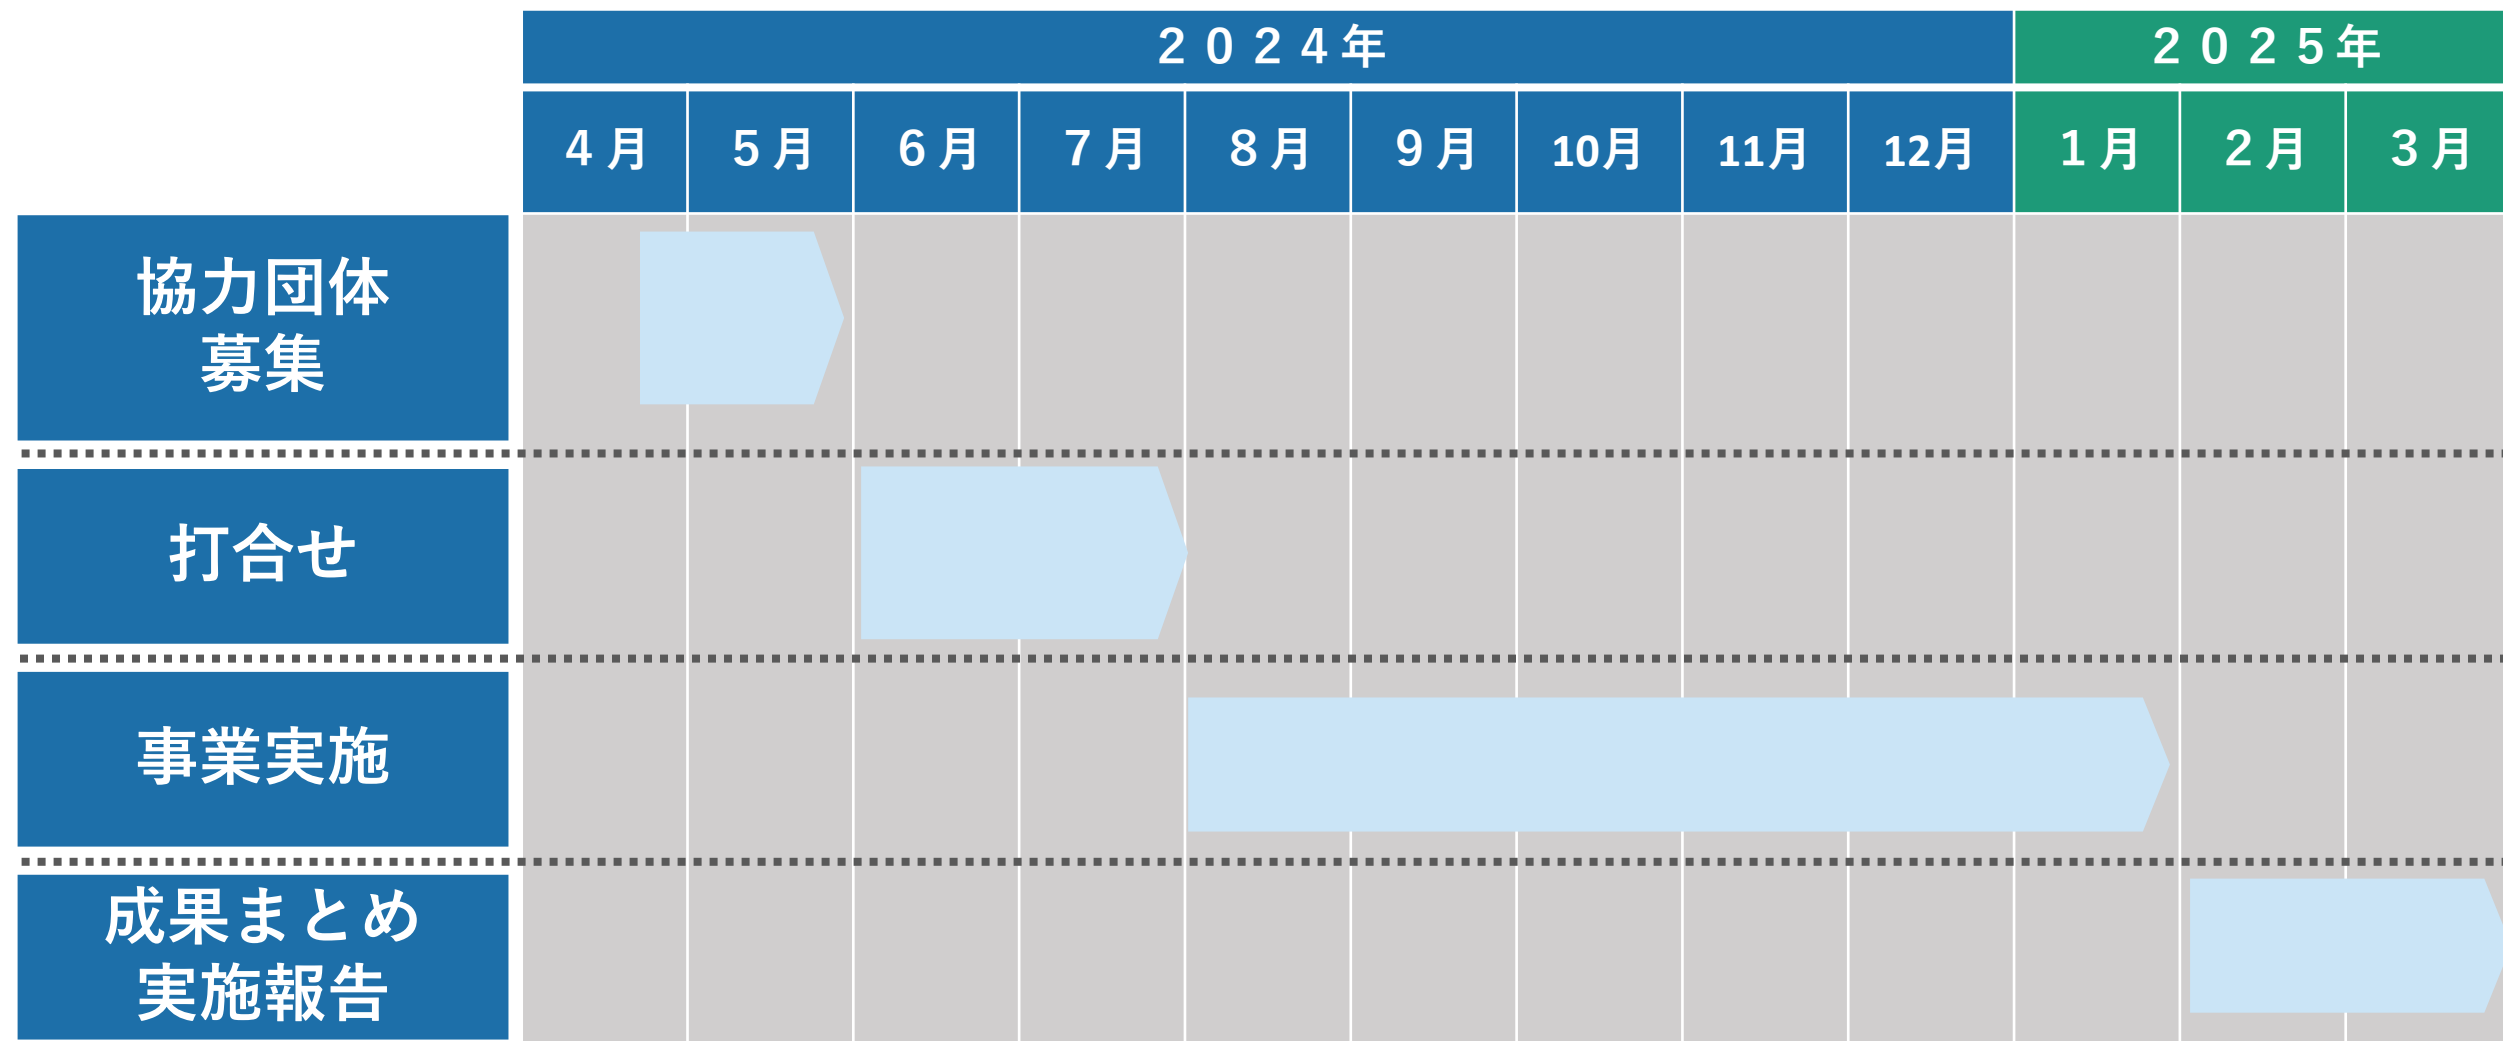 ２０２４年 ２０２５年
４月 ５月 ６月 ７月 ８月 ９月 10月 11月 12月 １月 ２月 ３月
協力団体
募集
打合せ
事業実施
成果まとめ
実施報告